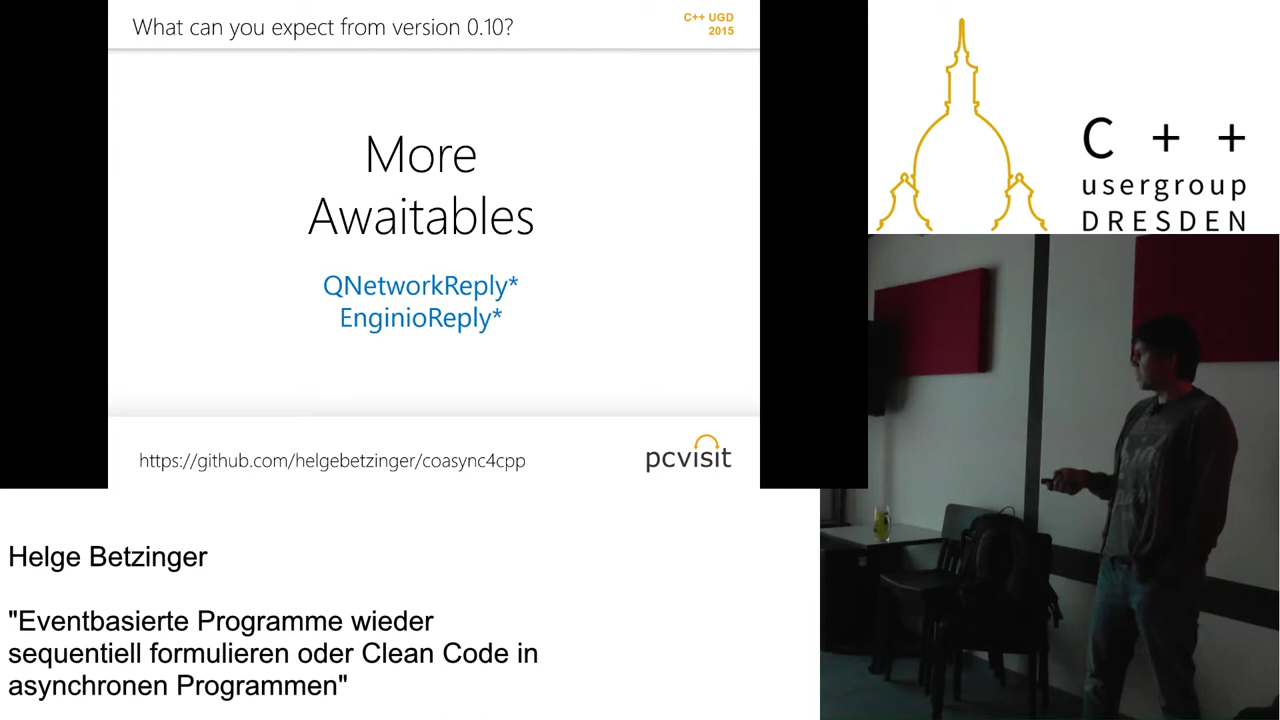 What can you expect from version 0.10?
C++ UGD
2015
More
Awaitables
QNetworkReply*
EnginioReply*
https://github.com/helgebetzinger/coasync4cpp
pcvisit
C + +
usergroup
DRESDEN
Helge Betzinger
"Eventbasierte Programme wieder
sequentiell formulieren oder Clean Code in
asynchronen Programmen"